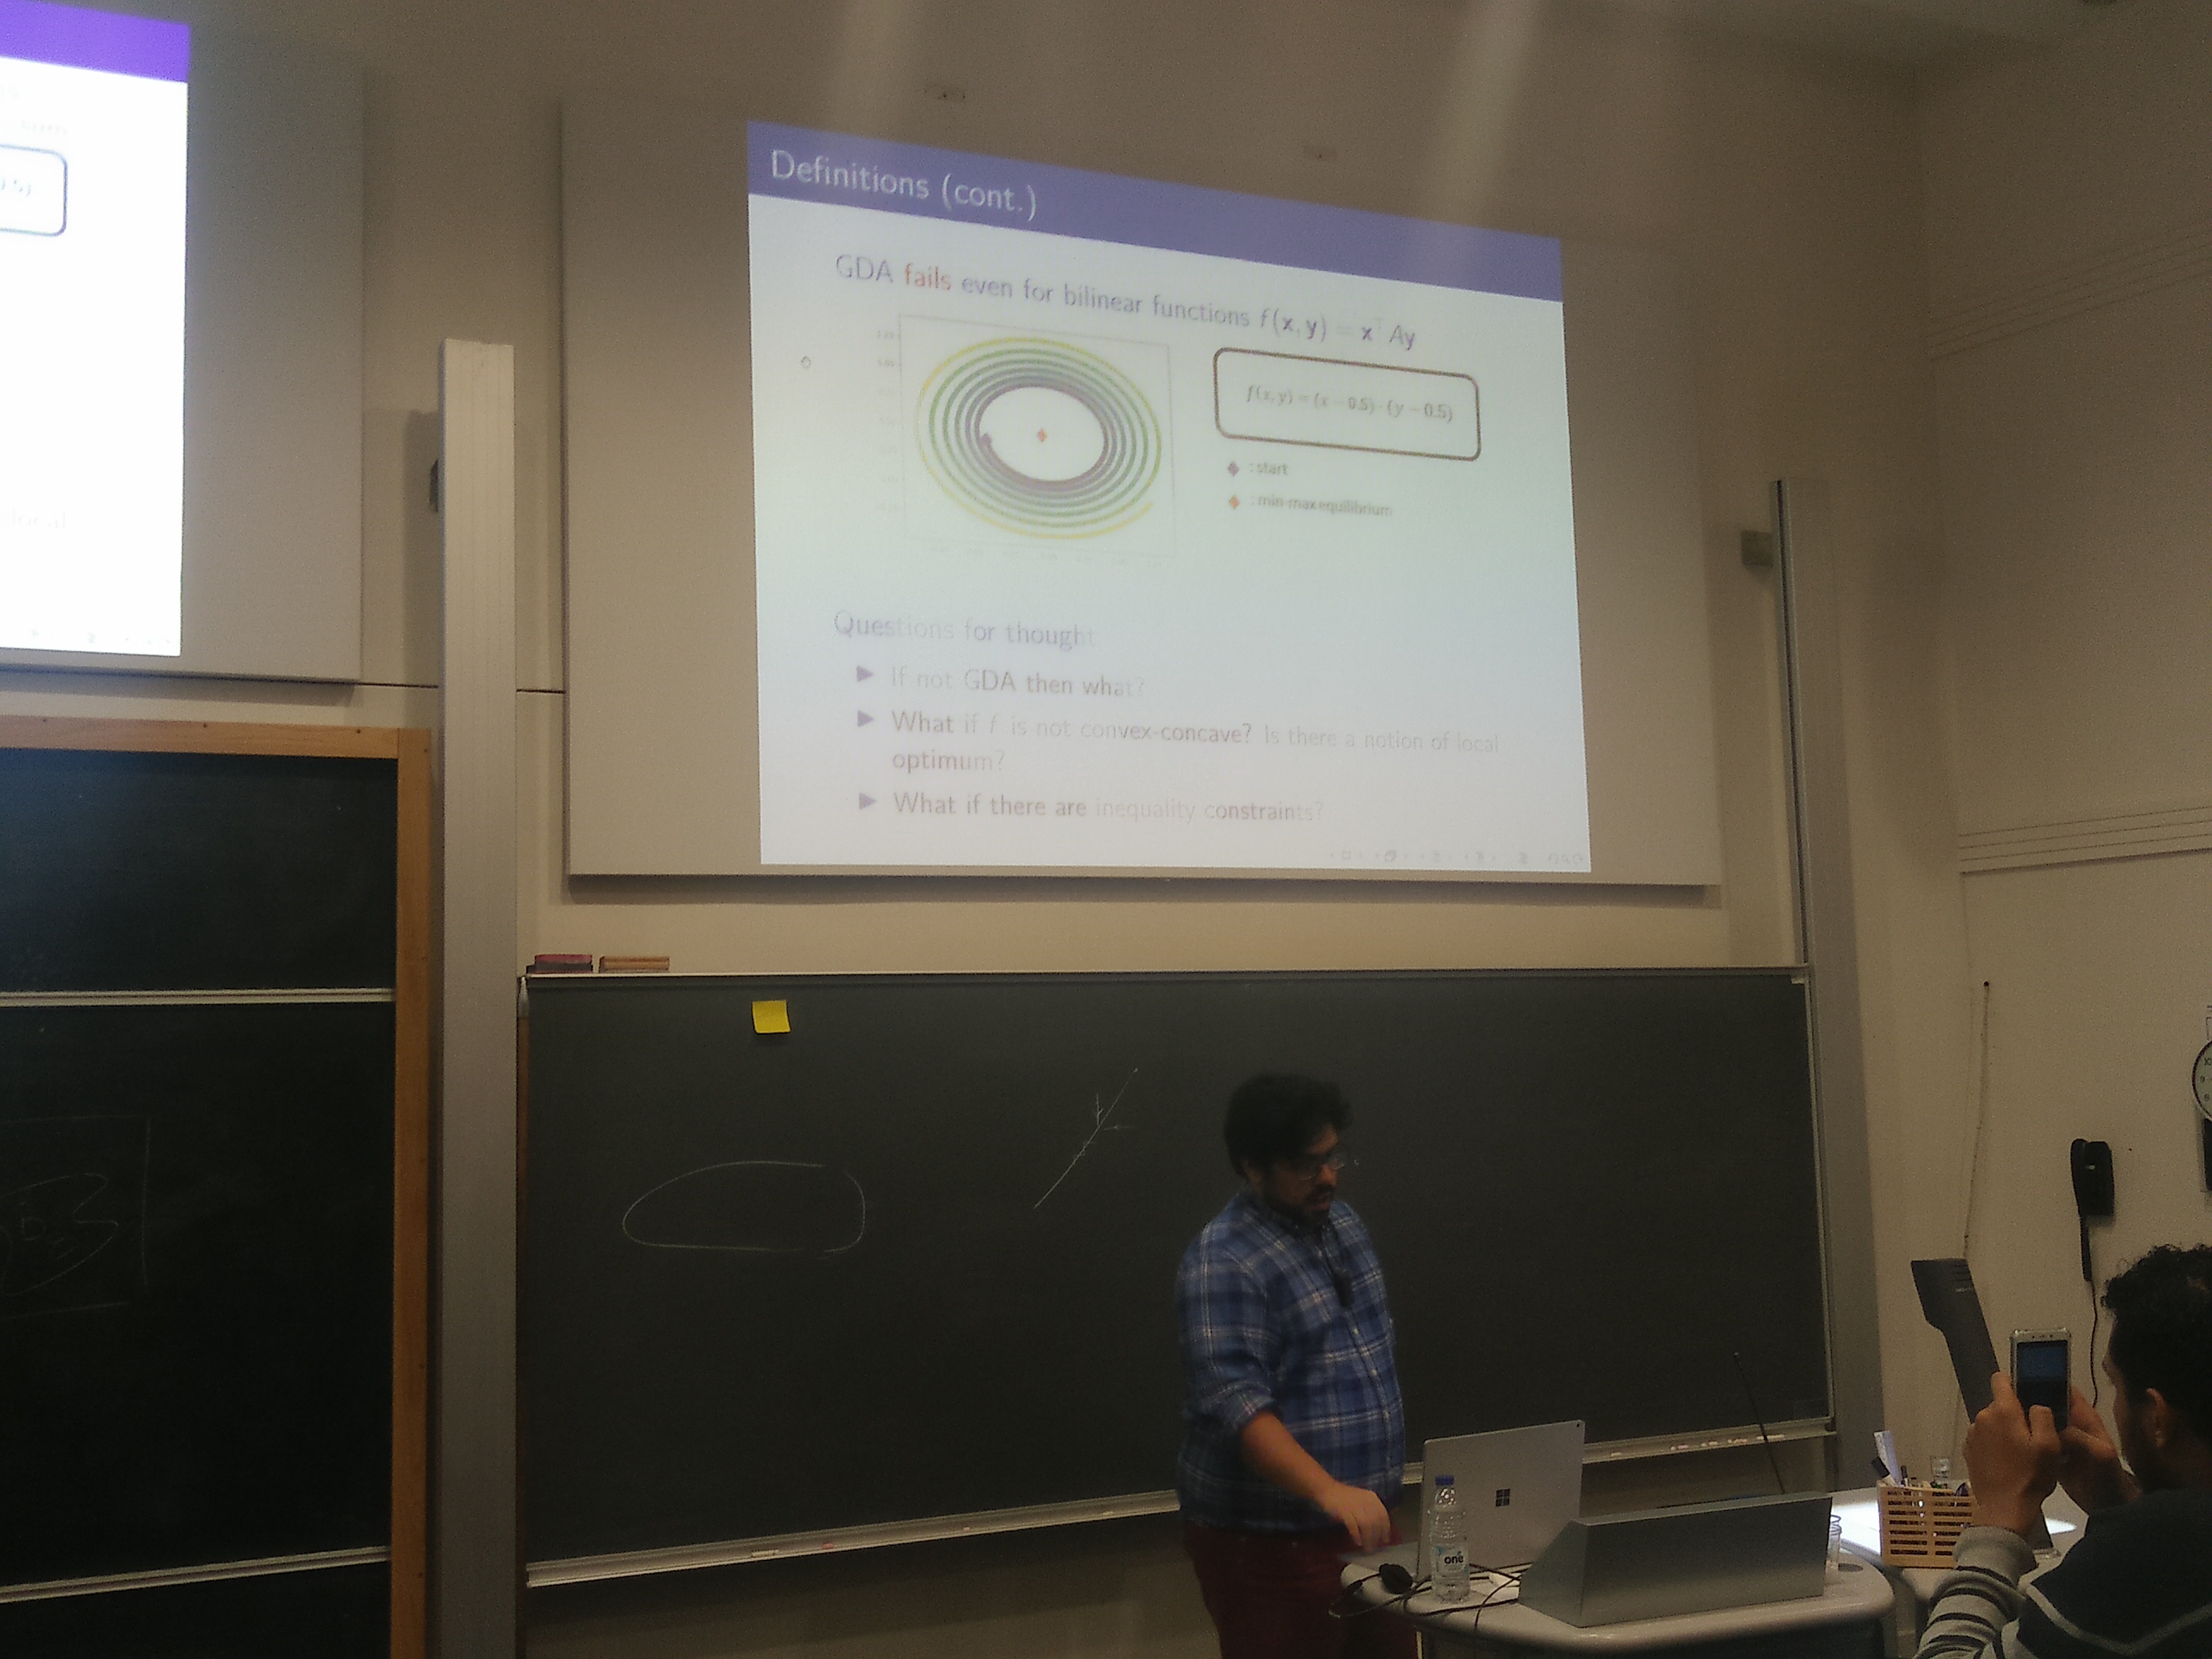 Definitions (cont.)
GDA fails even for bilinear functions f(x, y) = x⊤Ay
f(x, y) = (x − 0.5) · (y − 0.5)
: start
: min-max equilibrium
Questions for thought
▶ If not GDA then what?
▶ What if f is not convex-concave? Is there a notion of local
optimum?
▶ What if there are inequality constraints?
local
one